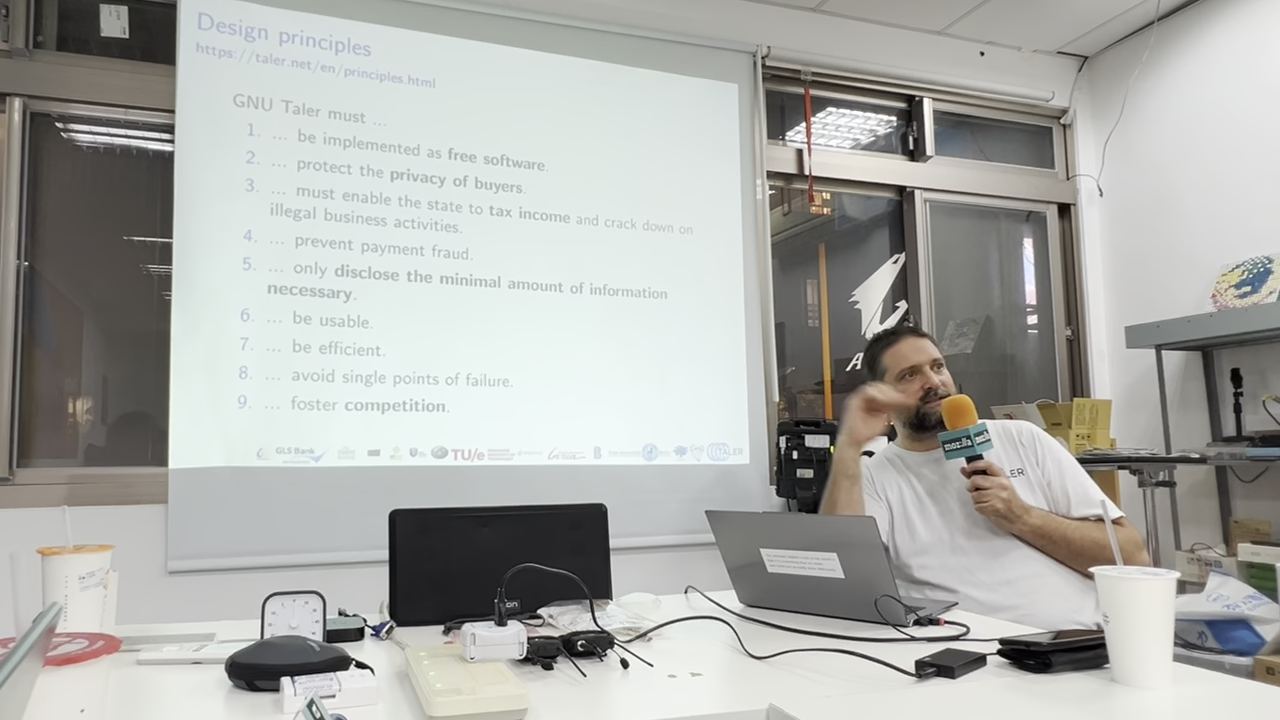 Design principles
https://taler.net/en/principles.html
GNU Taler must ...
1. ... be implemented as free software.
2. ... protect the privacy of buyers.
3. ... must enable the state to tax income and crack down on
illegal business activities.
4. ... prevent payment fraud.
5. ... only disclose the minimal amount of information
necessary.
6. ... be usable.
7. ... be efficient.
8. ... avoid single points of failure.
9. ... foster competition.
GLS Bank
TU/e
TALER
mozilla
LER